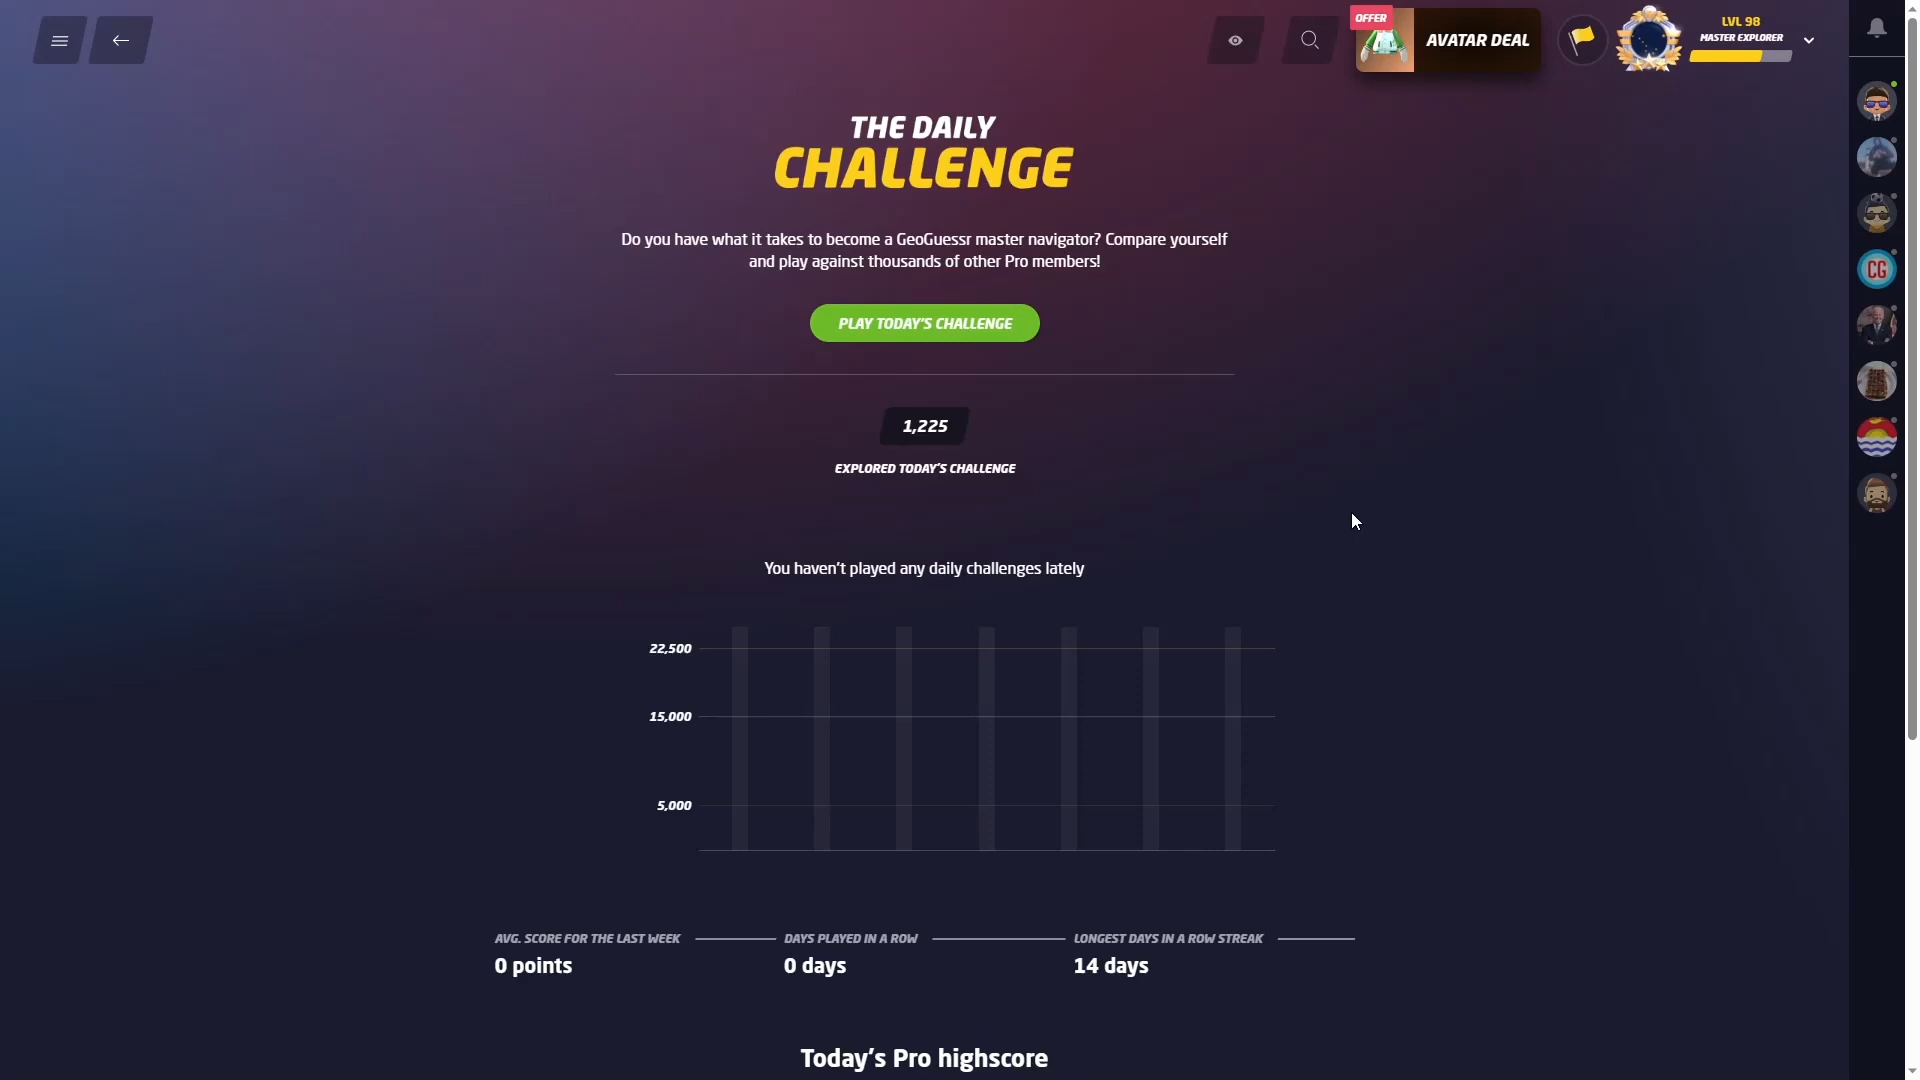 OFFER
AVATAR DEAL
LVL 98
MASTER EXPLORER
THE DAILY
CHALLENGE
Do you have what it takes to become a GeoGuessr master navigator? Compare yourself
and play against thousands of other Pro members!
PLAY TODAY'S CHALLENGE
1,225
EXPLORED TODAY'S CHALLENGE
You haven't played any daily challenges lately
22,500
15,000
5,000
AVG. SCORE FOR THE LAST WEEK
0 points
DAYS PLAYED IN A ROW
0 days
LONGEST DAYS IN A ROW STREAK
14 days
Today's Pro highscore
CG